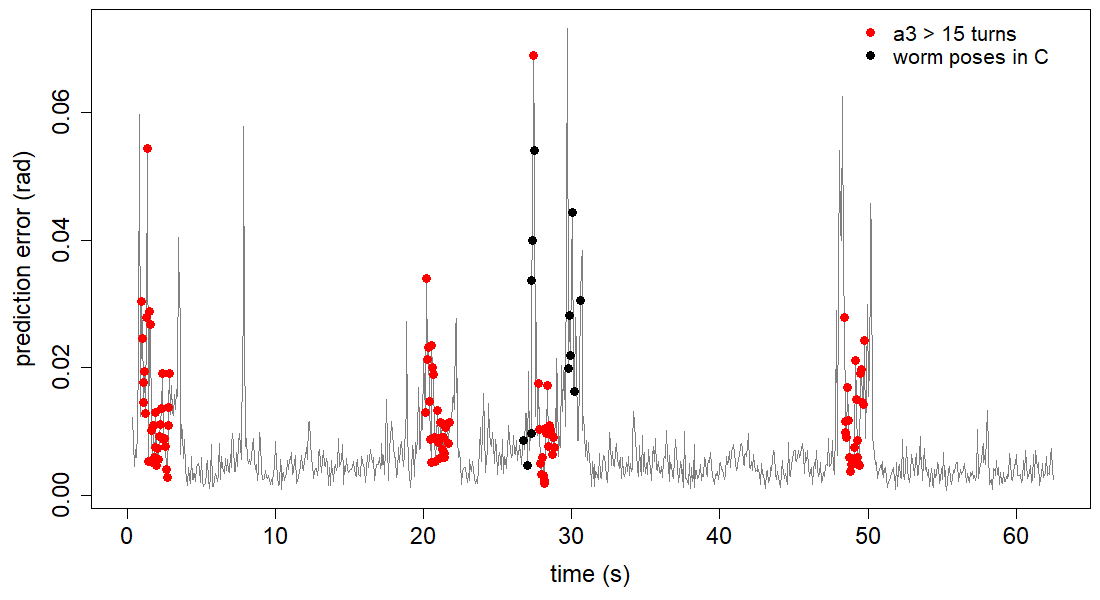 a3 > 15 turns
worm poses in C
prediction error (rad)
0.06
0.04
0.02
0.00
0 10 20 30 40 50 60
time (s)